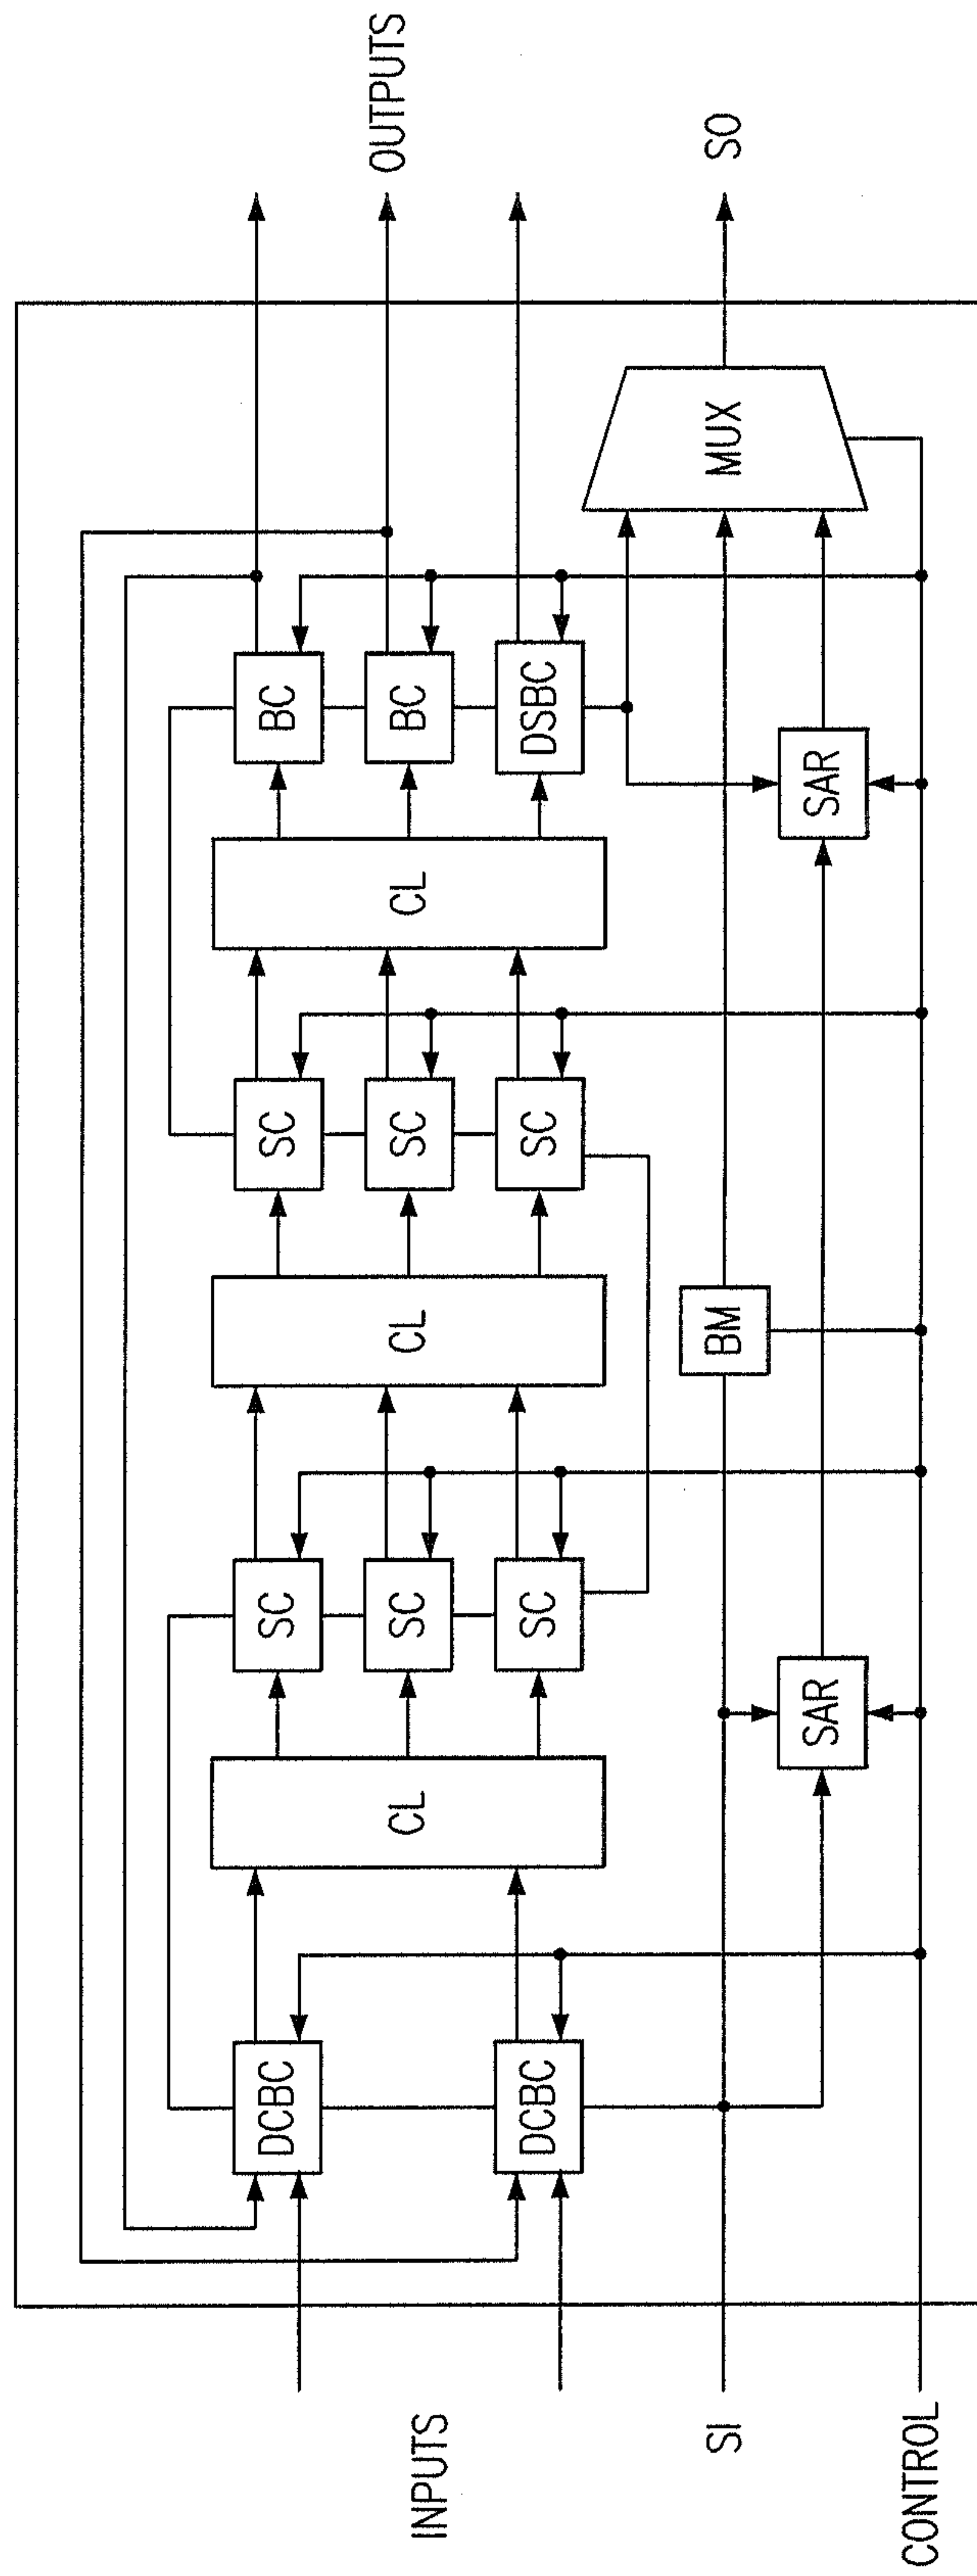 INPUTS
SI
CONTROL
DCBC
DCBC
CL
SC
SC
SC
SAR
CL
BM
SC
SC
SC
CL
BC
BC
DSBC
SAR
MUX
OUTPUTS
SO